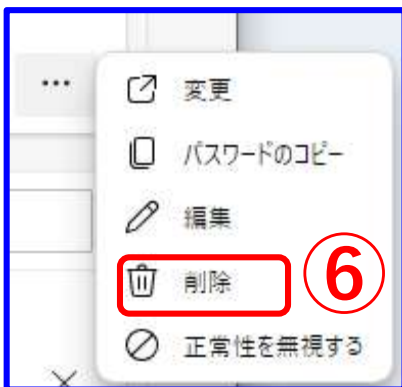 …
変更
パスワードのコピー
編集
削除
⑥
正常性を無視する